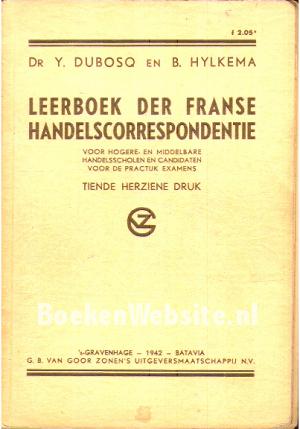 f 2.05*
DR Y. DUBOSQ EN B. HYLKEMA
LEERBOEK DER FRANSE
HANDELSCORRESPONDENTIE
VOOR HOGERE- EN MIDDELBARE
HANDELSSCHOLEN EN CANDIDATEN
VOOR DE PRACTIJK EXAMENS
TIENDE HERZIENE DRUK
GZ
BoekenWebsite.nl
's-GRAVENHAGE – 1942 – BATAVIA
G. B. VAN GOOR ZONEN'S UITGEVERSMAATSCHAPPIJ N.V.